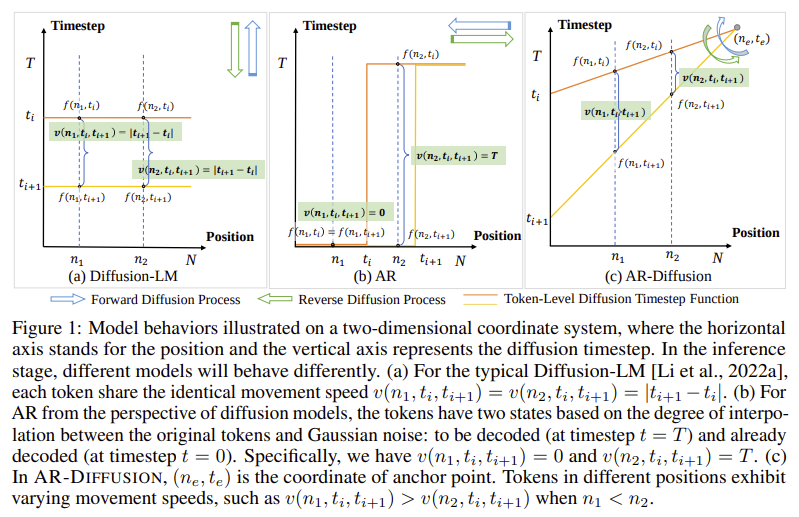 Timestep
T
t_i
t_{i+1}
f(n_1, t_i)
f(n_2, t_i)
v(n_1, t_i, t_{i+1}) = |t_{i+1} − t_i|
v(n_2, t_i, t_{i+1}) = |t_{i+1} − t_i|
f(n_1, t_{i+1})
f(n_2, t_{i+1})
Position
n_1
n_2
N
(a) Diffusion-LM
Timestep
T
f(n_2, t_i)
v(n_2, t_i, t_{i+1}) = T
v(n_1, t_i, t_{i+1}) = 0
f(n_1, t_i) = f(n_1, t_{i+1})
f(n_2, t_{i+1})
Position
n_1
t_i
n_2
t_{i+1}
N
(b) AR
Timestep
T
t_i
t_{i+1}
(n_e, t_e)
f(n_1, t_i)
f(n_2, t_i)
v(n_2, t_i, t_{i+1})
f(n_2, t_{i+1})
v(n_1, t_i, t_{i+1})
f(n_1, t_{i+1})
Position
n_1
n_2
N
(c) AR-Diffusion
Forward Diffusion Process
Reverse Diffusion Process
Token-Level Diffusion Timestep Function
Figure 1: Model behaviors illustrated on a two-dimensional coordinate system, where the horizontal
axis stands for the position and the vertical axis represents the diffusion timestep. In the inference
stage, different models will behave differently. (a) For the typical Diffusion-LM [Li et al., 2022a],
each token share the identical movement speed v(n_1, t_i, t_{i+1}) = v(n_2, t_i, t_{i+1}) = |t_{i+1} − t_i|. (b) For
AR from the perspective of diffusion models, the tokens have two states based on the degree of interpo-
lation between the original tokens and Gaussian noise: to be decoded (at timestep t = T) and already
decoded (at timestep t = 0). Specifically, we have v(n_1, t_i, t_{i+1}) = 0 and v(n_2, t_i, t_{i+1}) = T. (c)
In AR-DIFFUSION, (n_e, t_e) is the coordinate of anchor point. Tokens in different positions exhibit
varying movement speeds, such as v(n_1, t_i, t_{i+1}) > v(n_2, t_i, t_{i+1}) when n_1 < n_2.